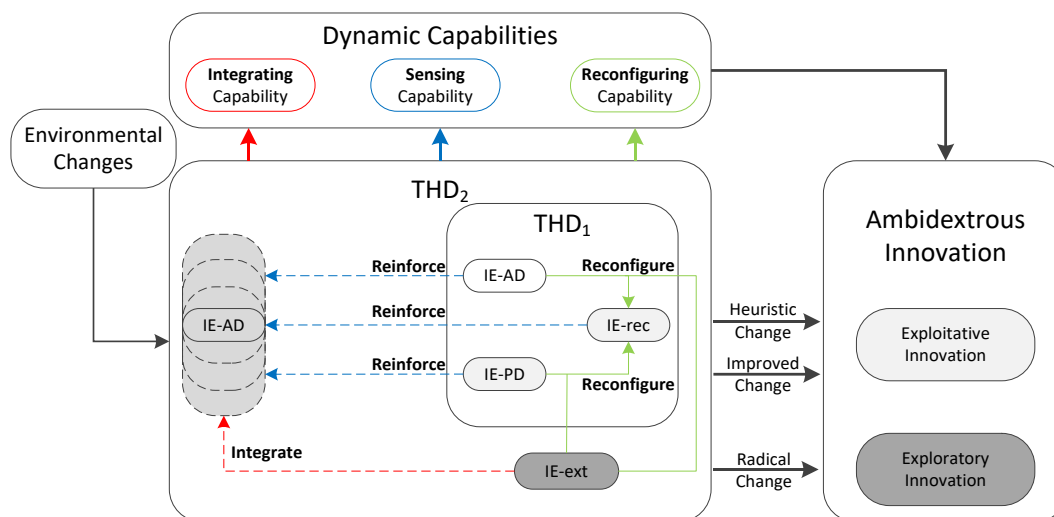 Dynamic Capabilities
Integrating
Capability
Sensing
Capability
Reconfiguring
Capability
Environmental
Changes
THD₂
THD₁
Reinforce
IE-AD
Reconfigure
IE-AD
Reinforce
IE-rec
Reinforce
IE-PD
Reconfigure
Integrate
IE-ext
Heuristic
Change
Improved
Change
Radical
Change
Ambidextrous
Innovation
Exploitative
Innovation
Exploratory
Innovation